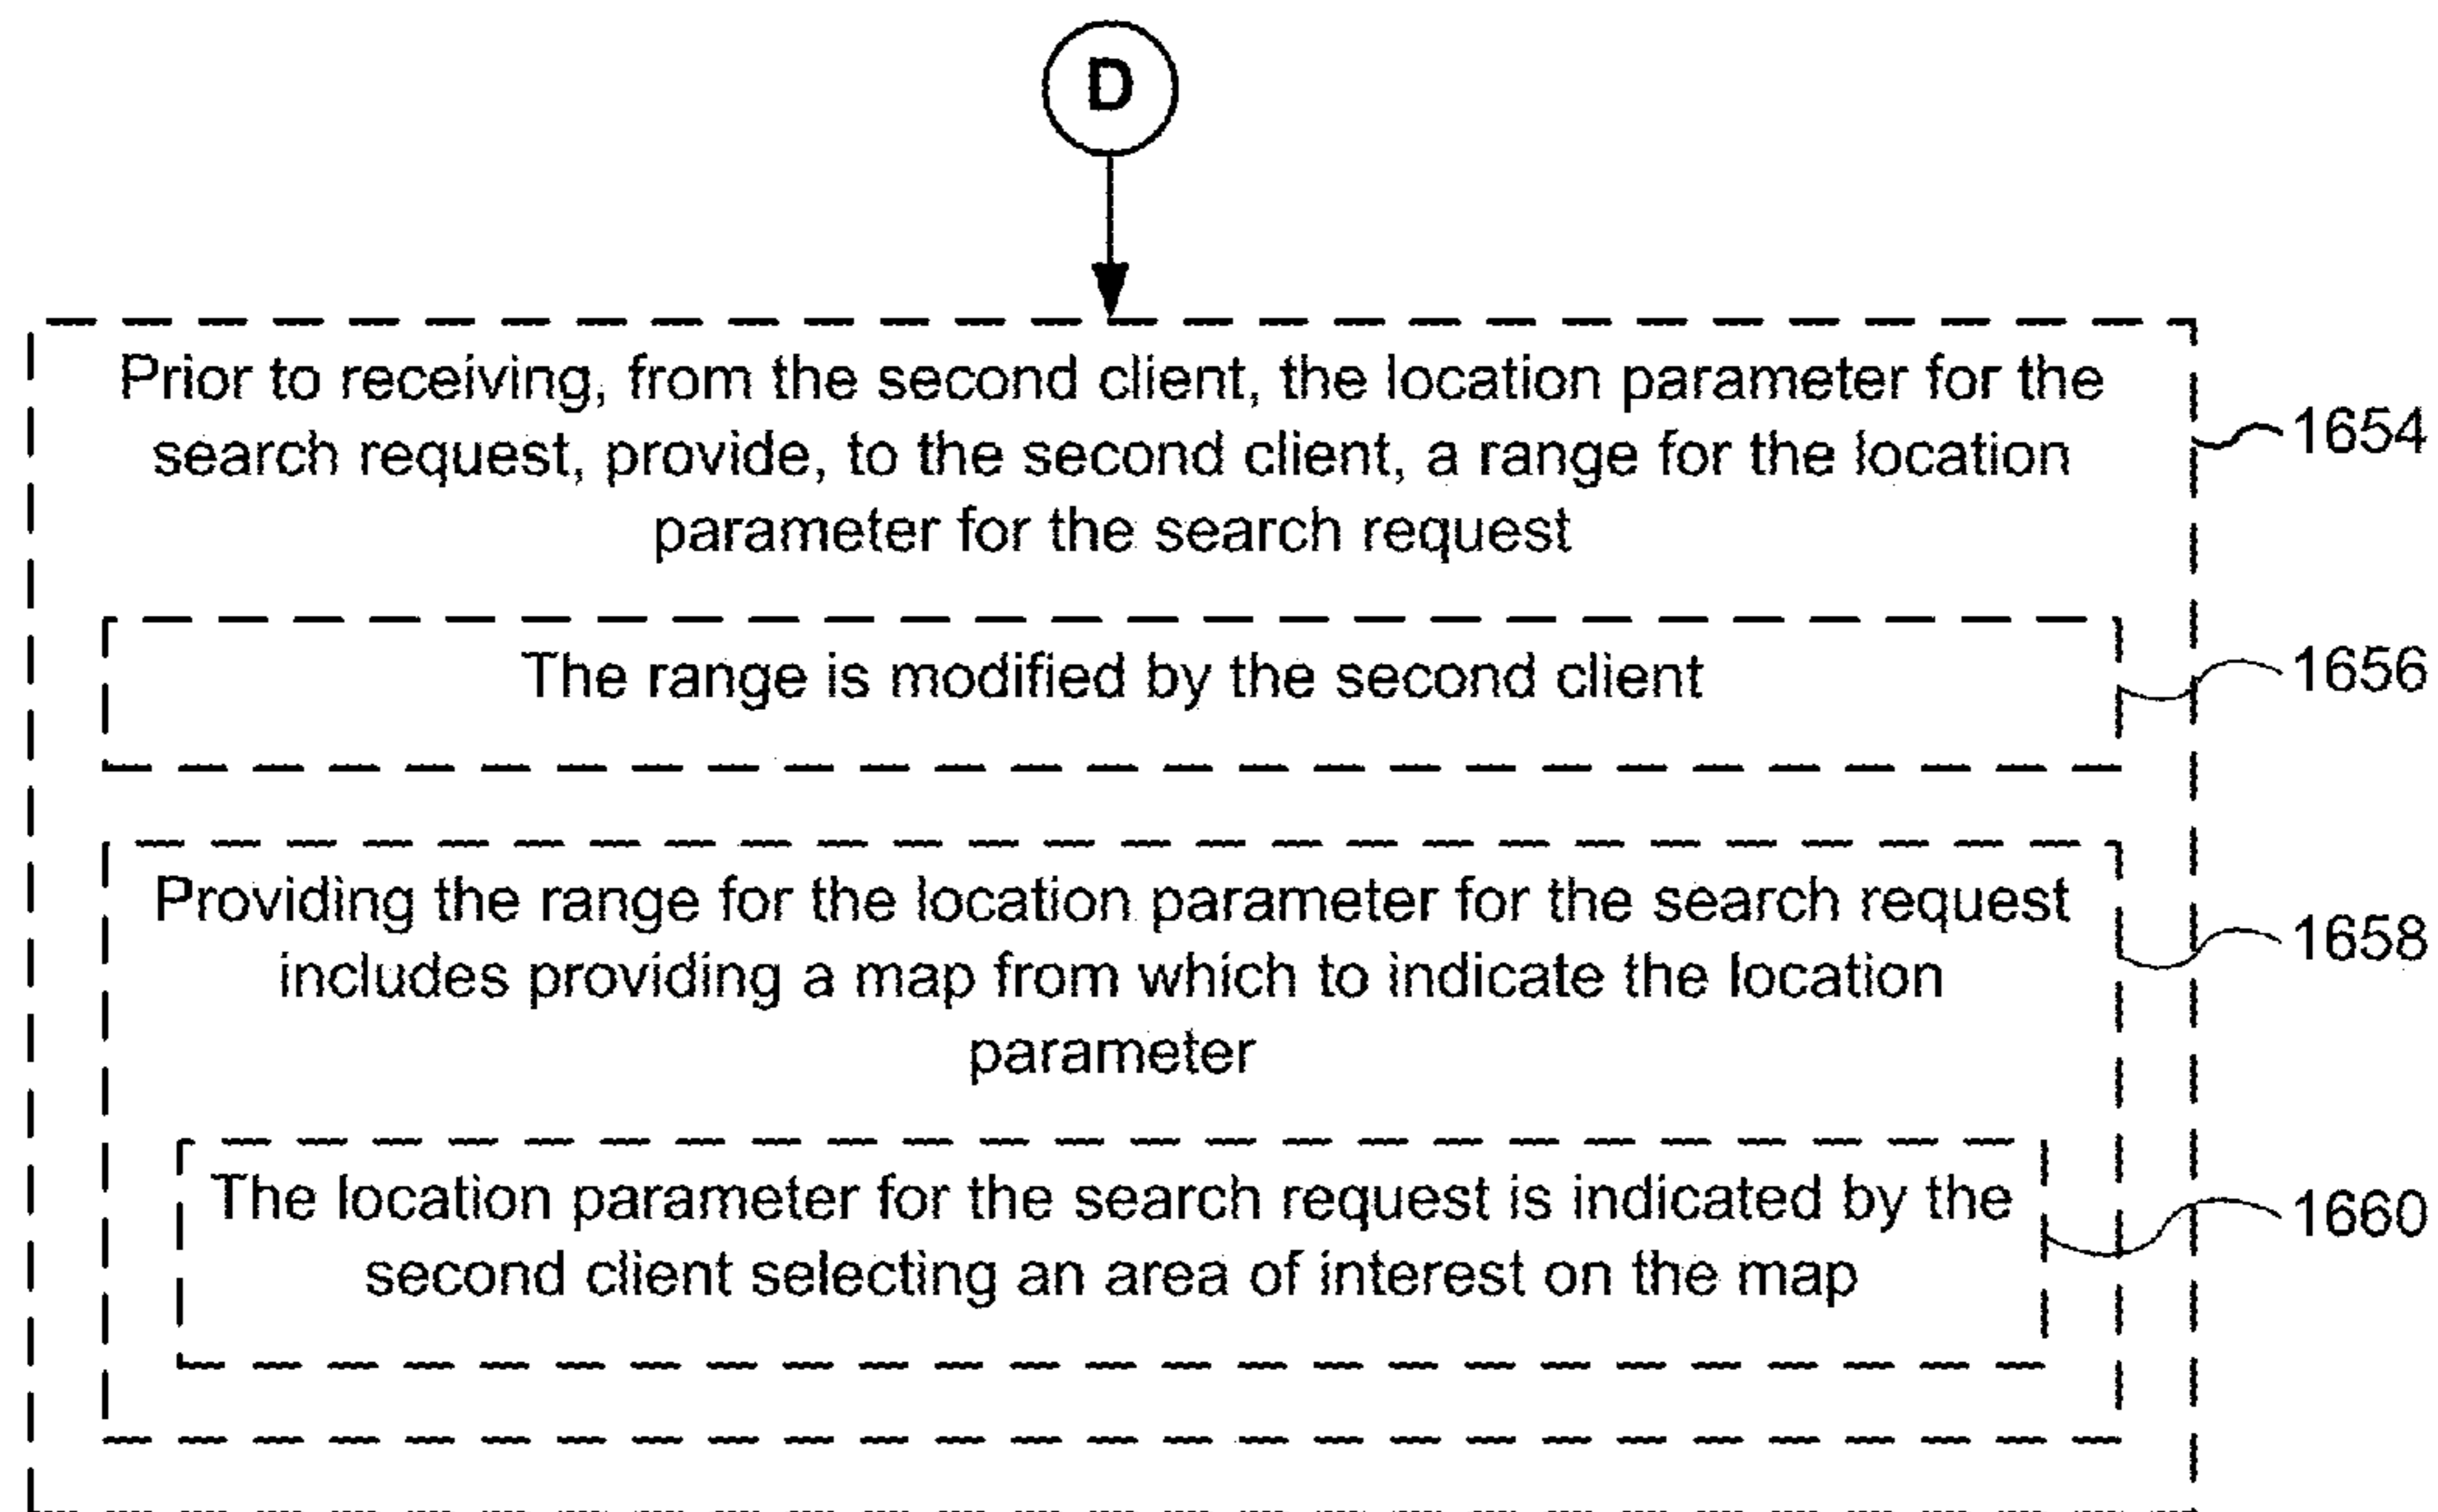 D
Prior to receiving, from the second client, the location parameter for the
search request, provide, to the second client, a range for the location
parameter for the search request
1654
The range is modified by the second client
1656
Providing the range for the location parameter for the search request
includes providing a map from which to indicate the location
parameter
1658
The location parameter for the search request is indicated by the
second client selecting an area of interest on the map
1660